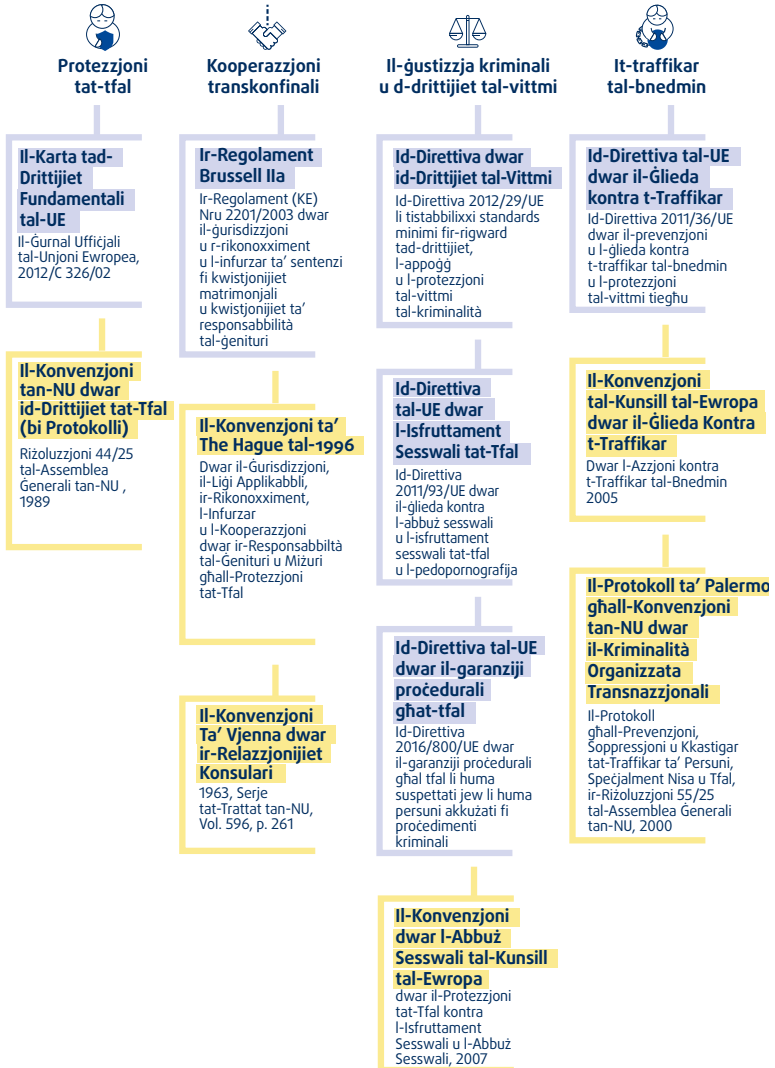 Protezzjoni
tat-tfal
Il-Karta tad-
Drittijiet
Fundamentali
tal-UE
Il-Ġurnal Uffiċjali
tal-Unjoni Ewropea,
2012/C 326/02
Il-Konvenzjoni
tan-NU dwar
id-Drittijiet tat-Tfal
(bi Protokolli)
Riżoluzzjoni 44/25
tal-Assemblea
Ġenerali tan-NU ,
1989
Kooperazzjoni
transkonfinali
Ir-Regolament
Brussell IIa
Ir-Regolament (KE)
Nru 2201/2003 dwar
il-ġurisdizzjoni
u r-rikonoxximent
u l-infurzar ta’ sentenzi
fi kwistjonijiet
matrimonjali
u kwistjonijiet ta’
responsabbilità
tal-ġenituri
Il-Konvenzjoni ta’
The Hague tal-1996
Dwar il-Ġurisdizzjoni,
il-Liġi Applikabbli,
ir-Rikonoxximent,
l-Infurzar
u l-Kooperazzjoni
dwar ir-Responsabbiltà
tal-Ġenituri u Miżuri
għall-Protezzjoni
tat-Tfal
Il-Konvenzjoni
Ta’ Vjenna dwar
ir-Relazzjonijiet
Konsulari
1963, Serje
tat-Trattat tan-NU,
Vol. 596, p. 261
Il-ġustizzja kriminali
u d-drittijiet tal-vittmi
Id-Direttiva dwar
id-Drittijiet tal-Vittmi
Id-Direttiva 2012/29/UE
li tistabbilixxi standards
minimi fir-rigward
tad-drittijiet,
l-appoġġ
u l-protezzjoni
tal-vittmi
tal-kriminalità
Id-Direttiva
tal-UE dwar
l-Isfruttament
Sesswali tat-Tfal
Id-Direttiva
2011/93/UE dwar
il-ġlieda kontra
l-abbuż sesswali
u l-isfruttament
sesswali tat-tfal
u l-pedopornografija
Id-Direttiva tal-UE
dwar il-garanziji
proċedurali
għat-tfal
Id-Direttiva
2016/800/UE dwar
il-garanziji proċedurali
għal tfal li huma
suspettati jew li huma
persuni akkużati fi
proċedimenti
kriminali
Il-Konvenzjoni
dwar l-Abbuż
Sesswali tal-Kunsill
tal-Ewropa
dwar il-Protezzjoni
tat-Tfal kontra
l-Isfruttament
Sesswali u l-Abbuż
Sesswali, 2007
It-traffikar
tal-bnedmin
Id-Direttiva tal-UE
dwar il-Ġlieda
kontra t-Traffikar
Id-Direttiva 2011/36/UE
dwar il-prevenzjoni
u l-ġlieda kontra
t-traffikar tal-bnedmin
u l-protezzjoni
tal-vittmi tiegħu
Il-Konvenzjoni
tal-Kunsill tal-Ewropa
dwar il-Ġlieda Kontra
t-Traffikar
Dwar l-Azzjoni kontra
t-Traffikar tal-Bnedmin
2005
Il-Protokoll ta’ Palermo
għall-Konvenzjoni
tan-NU dwar
il-Kriminalità
Organizzata
Transnazzjonali
Il-Protokoll
għall-Prevenzjoni,
Soppressjoni u Kkastigar
tat-Traffikar ta’ Persuni,
Speċjalment Nisa u Tfal,
ir-Riżoluzzjoni 55/25
tal-Assemblea Ġenerali
tan-NU, 2000